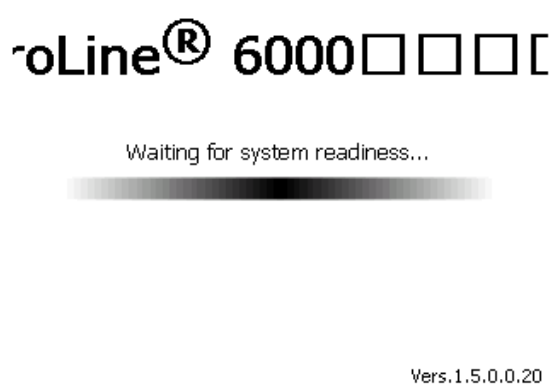 roLine® 6000□□□□
Waiting for system readiness...
Vers.1.5.0.0.20